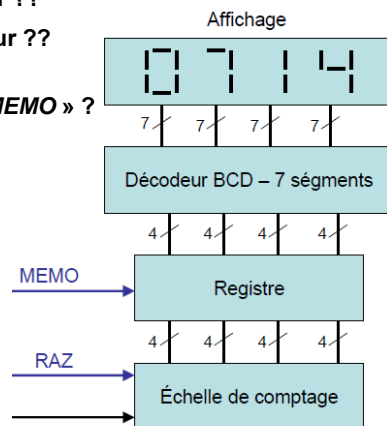 ur ??
MEMO » ?
Affichage
0714
7 7 7 7
Décodeur BCD – 7 ségments
4 4 4 4
MEMO
Registre
4 4 4 4
RAZ
Échelle de comptage